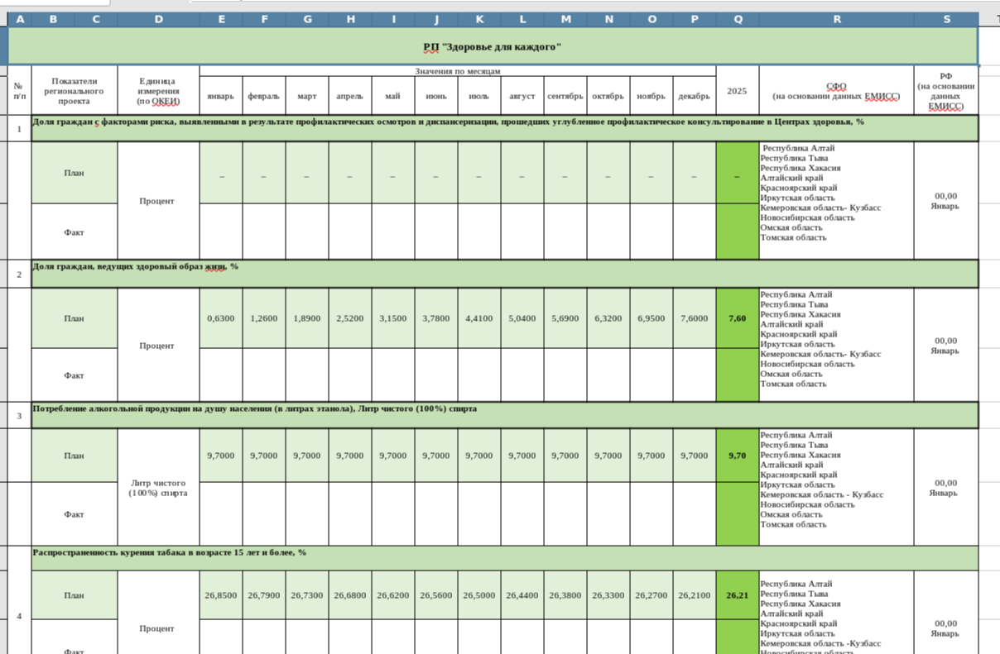 A B C D E F G H I J K L M N O P Q R S
РП "Здоровье для каждого"
№ п/п
Показатели регионального проекта
Единица измерения (по ОКЕИ)
Значения по месяцам
январь февраль март апрель май июнь июль август сентябрь октябрь ноябрь декабрь
2025
СФО
(на основании данных ЕМИСС)
РФ
(на основании
данных
ЕМИСС)
1
Доля граждан с факторами риска, выявленными в результате профилактических осмотров и диспансеризации, прошедших углубленное профилактическое консультирование в Центрах здоровья, %
План
– – – – – – – – – – – – –
Процент
Факт
Республика Алтай
Республика Тыва
Республика Хакасия
Алтайский край
Красноярский край
Иркутская область
Кемеровская область- Кузбасс
Новосибирская область
Омская область
Томская область
00,00
Январь
2
Доля граждан, ведущих здоровый образ жизн, %
План
0,6300 1,2600 1,8900 2,5200 3,1500 3,7800 4,4100 5,0400 5,6900 6,3200 6,9500 7,6000 7,60
Процент
Факт
Республика Алтай
Республика Тыва
Республика Хакасия
Алтайский край
Красноярский край
Иркутская область
Кемеровская область- Кузбасс
Новосибирская область
Омская область
Томская область
00,00
Январь
3
Потребление алкогольной продукции на душу населения (в литрах этанола), Литр чистого (100%) спирта
План
9,7000 9,7000 9,7000 9,7000 9,7000 9,7000 9,7000 9,7000 9,7000 9,7000 9,7000 9,7000 9,70
Литр чистого
(100%) спирта
Факт
Республика Алтай
Республика Тыва
Республика Хакасия
Алтайский край
Красноярский край
Иркутская область
Кемеровская область - Кузбасс
Новосибирская область
Омская область
Томская область
00,00
Январь
4
Распространенность курения табака в возрасте 15 лет и более, %
План
26,8500 26,7900 26,7300 26,6800 26,6200 26,5600 26,5000 26,4400 26,3800 26,3300 26,2700 26,2100 26,21
Процент
Факт
Республика Алтай
Республика Тыва
Республика Хакасия
Алтайский край
Красноярский край
Иркутская область
Кемеровская область -Кузбасс
Новосибирская область
00,00
Январь